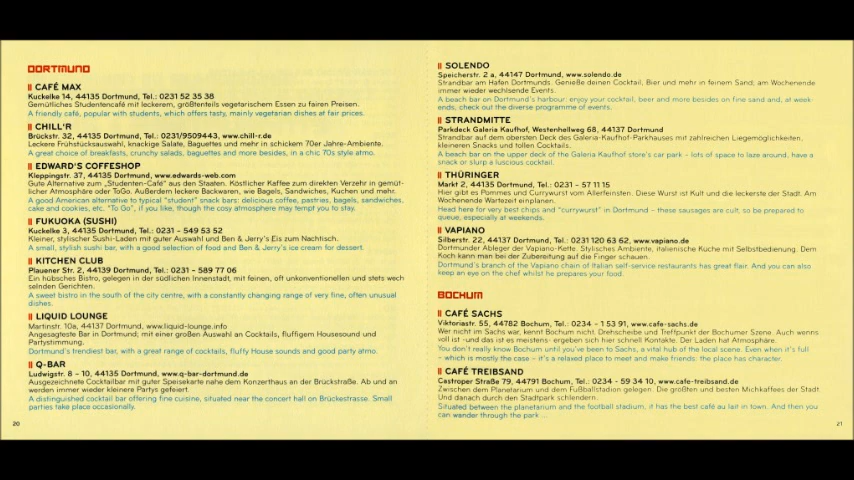 DORTMUND
CAFÉ MAX
Kuckelke 14, 44135 Dortmund, Tel.: 0231 52 35 38
Gemütliches Studentencafé mit leckerem, größtenteils vegetarischem Essen zu fairen Preisen.
A friendly café, popular with students, which offers tasty, mainly vegetarian dishes at fair prices.
CHILL'R
Brückstr. 32, 44135 Dortmund, Tel.: 0231/9509443, www.chill-r.de
Leckere Frühstücksauswahl, knackige Salate, Baguettes und mehr in schickem 70er Jahre-Ambiente.
A great choice of breakfasts, crunchy salads, baguettes and more besides, in a chic 70s style atmo.
EDWARD'S COFFESHOP
Kleppingstr. 37, 44135 Dortmund, www.edwards-web.com
Gute Alternative zum „Studenten-Café" aus den Staaten. Köstlicher Kaffee zum direkten Verzehr in gemüt-
licher Atmosphäre oder ToGo. Außerdem leckere Backwaren, wie Bagels, Sandwiches, Kuchen und mehr.
A good American alternative to typical "student" snack bars: delicious coffee, pastries, bagels, sandwiches,
cake and cookies, etc. "To Go", if you like, though the cosy atmosphere may tempt you to stay.
FUKUOKA (SUSHI)
Kuckelke 3, 44135 Dortmund, Tel.: 0231 - 549 53 52
Kleiner, stylischer Sushi-Laden mit guter Auswahl und Ben & Jerry's Eis zum Nachtisch.
A small, stylish sushi bar, with a good selection of food and Ben & Jerry's ice cream for dessert.
KITCHEN CLUB
Plauener Str. 2, 44139 Dortmund, Tel.: 0231 - 589 77 06
Ein hübsches Bistro, gelegen in der südlichen Innenstadt, mit feinen, oft unkonventionellen und stets wech
selnden Gerichten.
A sweet bistro in the south of the city centre, with a constantly changing range of very fine, often unusual
dishes.
LIQUID LOUNGE
Martinstr. 10a, 44137 Dortmund, www.liquid-lounge.info
Angesagteste Bar in Dortmund; mit einer großen Auswahl an Cocktails, fluffigem Housesound und
Partystimmung.
Dortmund's trendiest bar, with a great range of cocktails, fluffy House sounds and good party atmo.
Q-BAR
Ludwigstr. 8 - 10, 44135 Dortmund, www.q-bar-dortmund.de
Ausgezeichnete Cocktailbar mit guter Speisekarte nahe dem Konzerthaus an der Brückstraße. Ab und an
werden immer wieder kleinere Partys gefeiert.
A distinguished cocktail bar offering fine cuisine, situated near the concert hall on Brückestrasse. Small
parties take place occasionally.
20
SOLENDO
Speicherstr. 2 a, 44147 Dortmund, www.solendo.de
Strandbar am Hafen Dortmunds. Genieße deinen Cocktail, Bier und mehr in feinem Sand; am Wochenende
immer wieder wechselnde Events.
A beach bar on Dortmund's harbour: enjoy your cocktail, beer and more besides on fine sand and, at week-
ends, check out the diverse programme of events.
STRANDMITTE
Parkdeck Galeria Kaufhof, Westenhellweg 68, 44137 Dortmund
Strandbar auf dem obersten Deck des Galeria-Kaufhof-Parkhauses mit zahlreichen Liegemöglichkeiten,
kleineren Snacks und tollen Cocktails.
A beach bar on the upper deck of the Galeria Kaufhof store's car park - lots of space to laze around, have a
snack or slurp a luscious cocktail.
THÜRINGER
Markt 2, 44135 Dortmund, Tel.: 0231 - 57 11 15
Hier gibt es Pommes und Currywurst vom Allerfeinsten. Diese Wurst ist Kult und die leckerste der Stadt. Am
Wochenende Wartezeit einplanen.
Head here for very best chips and "currywurst" in Dortmund - these sausages are cult, so be prepared to
queue, especially at weekends.
VAPIANO
Silberstr. 22, 44137 Dortmund, Tel.: 0231 120 63 62, www.vapiano.de
Dortmunder Ableger der Vapiano-Kette. Stylisches Ambiente, italienische Küche mit Selbstbedienung. Dem
Koch kann man bei der Zubereitung auf die Finger schauen.
Dortmund's branch of the Vapiano chain of Italian self-service restaurants has great flair. And you can also
keep an eye on the chef whilst he prepares your food.
BOCHUM
CAFÉ SACHS
Viktoriastr. 55, 44782 Bochum, Tel.: 0234 - 1 53 91, www.cafe-sachs.de
Wer nicht im Sachs war, kennt Bochum nicht. Drehscheibe und Treffpunkt der Bochumer Szene. Auch wenns
voll ist -und das ist es meistens- ergeben sich hier schnell Kontakte. Der Laden hat Atmosphäre.
You don't really know Bochum until you've been to Sachs, a vital hub of the local scene. Even when it's full
- which is mostly the case - it's a relaxed place to meet and make friends: the place has character.
CAFÉ TREIBSAND
Castroper Straße 79, 44791 Bochum, Tel.: 0234 - 59 34 10, www.cafe-treibsand.de
Zwischen dem Planetarium und dem Fußballstadion gelegen. Die größten und besten Milchkaffees der Stadt.
Und danach durch den Stadtpark schlendern.
Situated between the planetarium and the football stadium, it has the best café au lait in town. And then you
can wander through the park ...
21